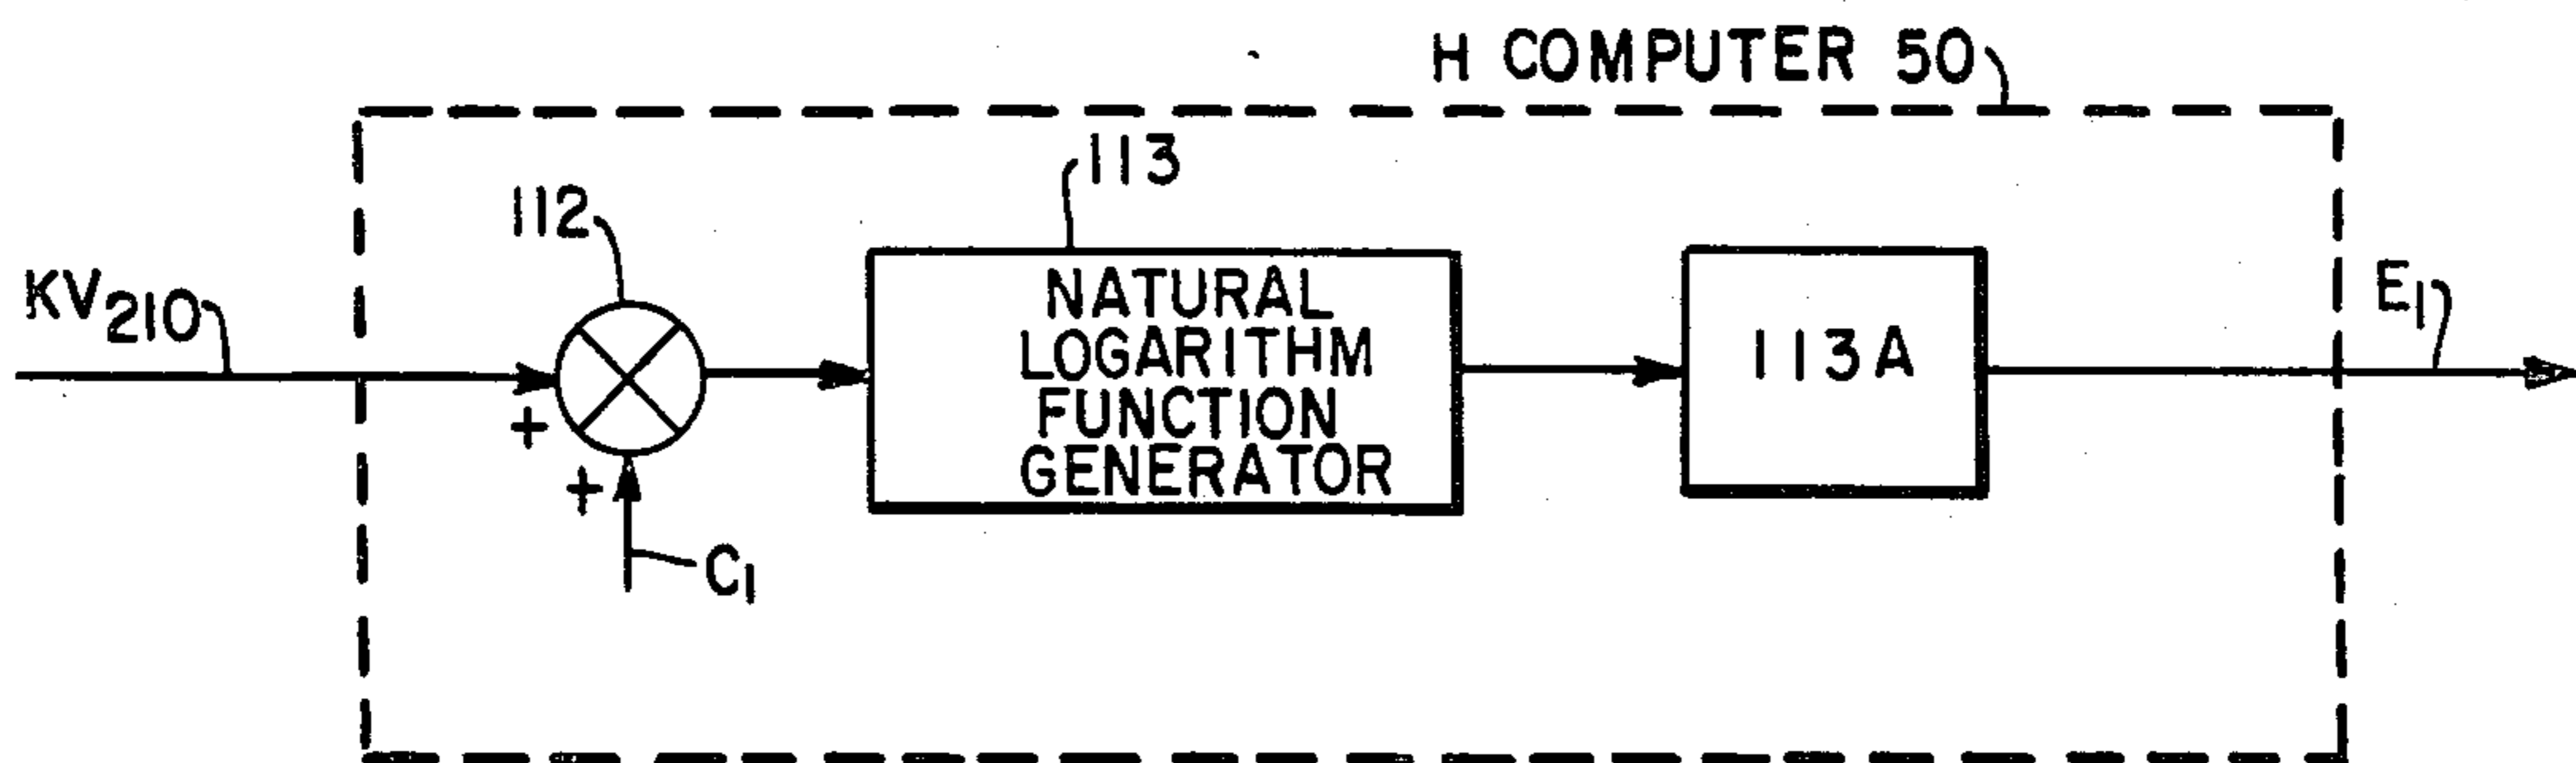 H COMPUTER 50
113
112
KV210
NATURAL
LOGARITHM
FUNCTION
GENERATOR
113A
E1
+
+
C1